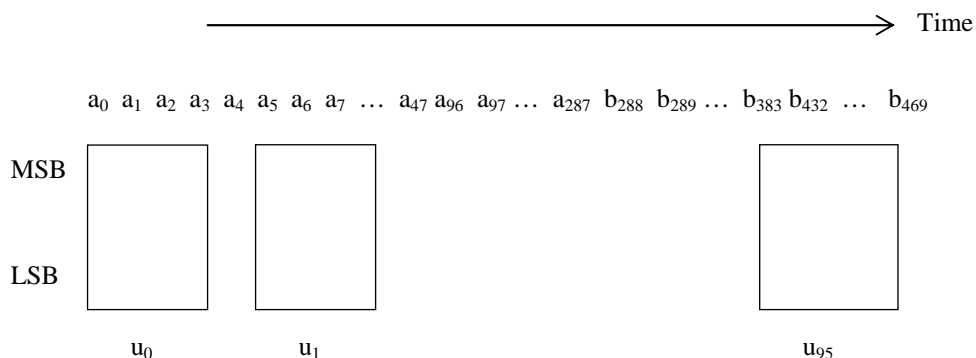 Time
a₀ a₁ a₂ a₃ a₄ a₅ a₆ a₇ … a₄₇ a₉₆ a₉₇ … a₂₈₇ b₂₈₈ b₂₈₉ … b₃₈₃ b₄₃₂ … b₄₆₉
MSB
LSB
u₀ u₁ u₉₅